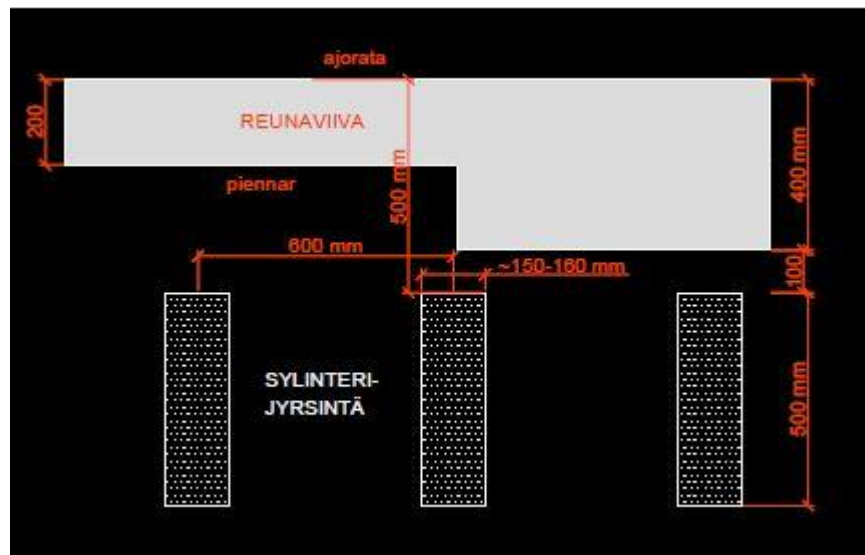 ajorata
200
REUNAVIIVA
400 mm
piennar
500 mm
600 mm
~150-160 mm
100
SYLINTERI-
JYRSINTÄ
500 mm